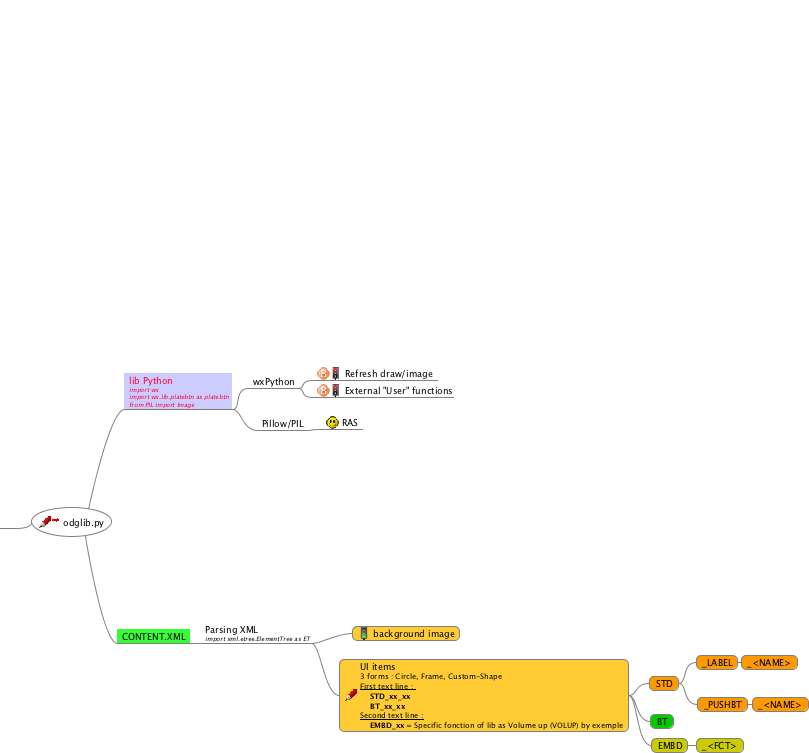 lib Python
import wx
import wx.lib.platebtn as platebtn
from PIL import Image
wxPython
Refresh draw/image
External "User" functions
Pillow/PIL
RAS
odglib.py
CONTENT.XML
Parsing XML
import xml.etree.ElementTree as ET
background image
UI items
3 forms : Circle, Frame, Custom-Shape
First text line :
STD_xx_xx
BT_xx_xx
Second text line :
EMBD_xx = Specific fonction of lib as Volume up (VOLUP) by exemple
STD
_LABEL
_<NAME>
_PUSHBT
_<NAME>
BT
EMBD
_<FCT>